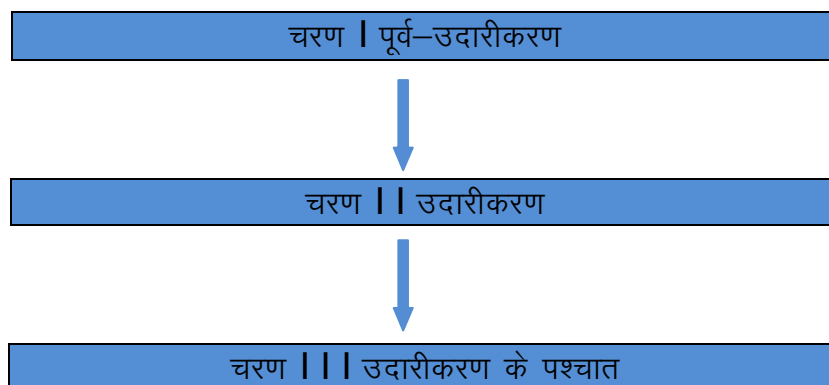 चरण I पूर्व–उदारीकरण
चरण II उदारीकरण
चरण III उदारीकरण के पश्चात